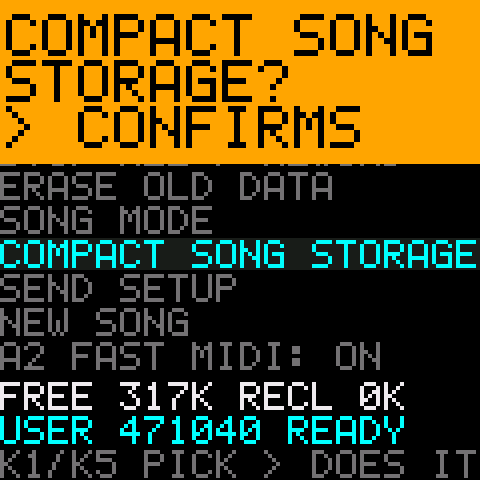 COMPACT SONG
STORAGE?
> CONFIRMS
ERASE OLD DATA
SONG MODE
COMPACT SONG STORAGE
SEND SETUP
NEW SONG
A2 FAST MIDI: ON
FREE 317K RECL 0K
USER 471040 READY
K1/K5 PICK > DOES IT